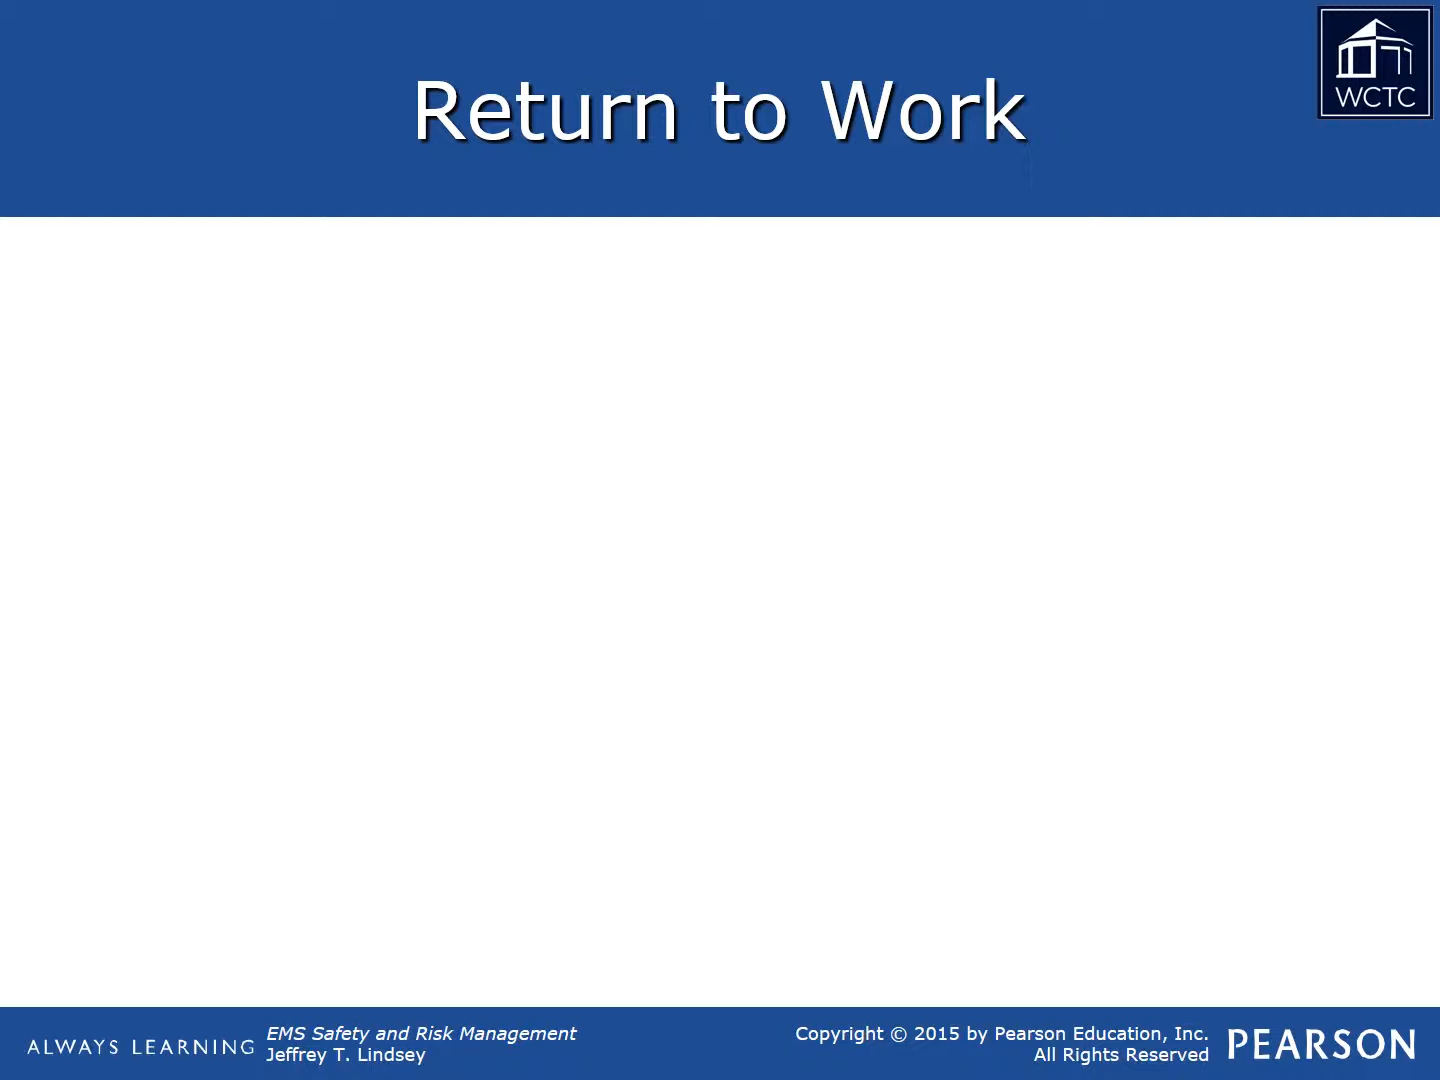 Return to Work
WCTC
ALWAYS LEARNING
EMS Safety and Risk Management
Jeffrey T. Lindsey
Copyright © 2015 by Pearson Education, Inc.
All Rights Reserved
PEARSON